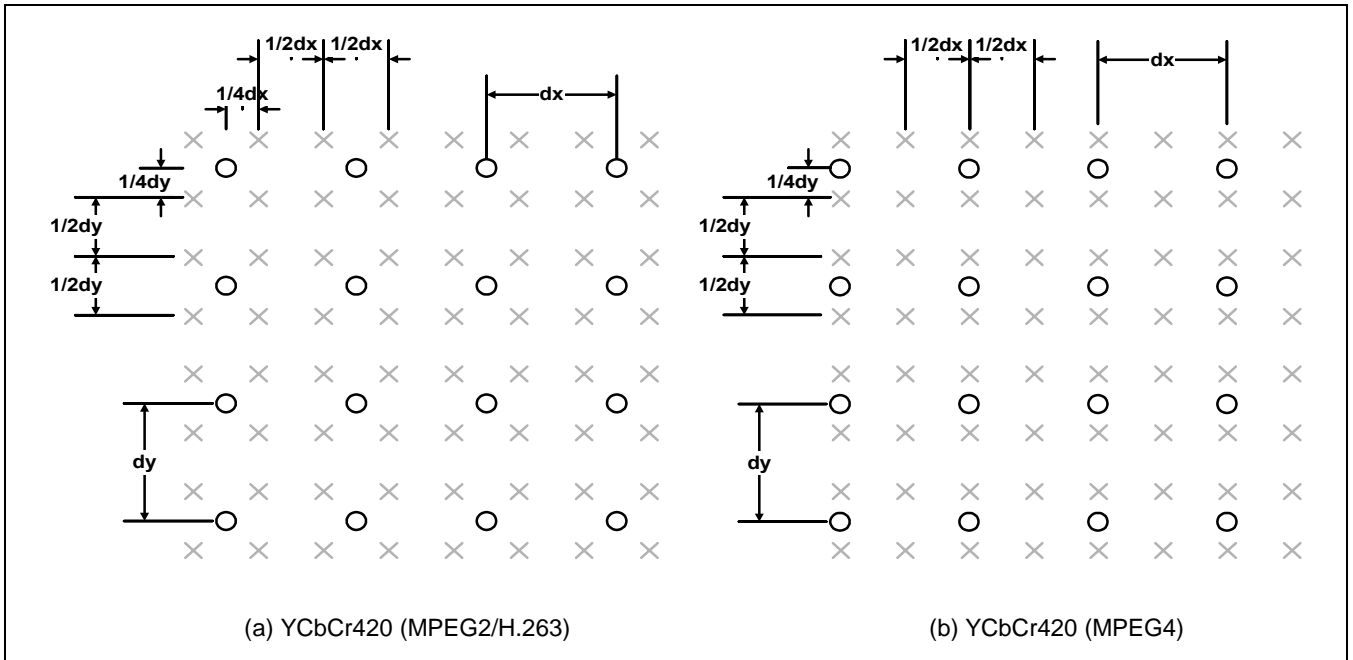 1/2dx 1/2dx
1/4dx
dx
1/4dy
1/2dy
1/2dy
dy
(a) YCbCr420 (MPEG2/H.263)
1/2dx 1/2dx
dx
1/4dy
1/2dy
1/2dy
dy
(b) YCbCr420 (MPEG4)